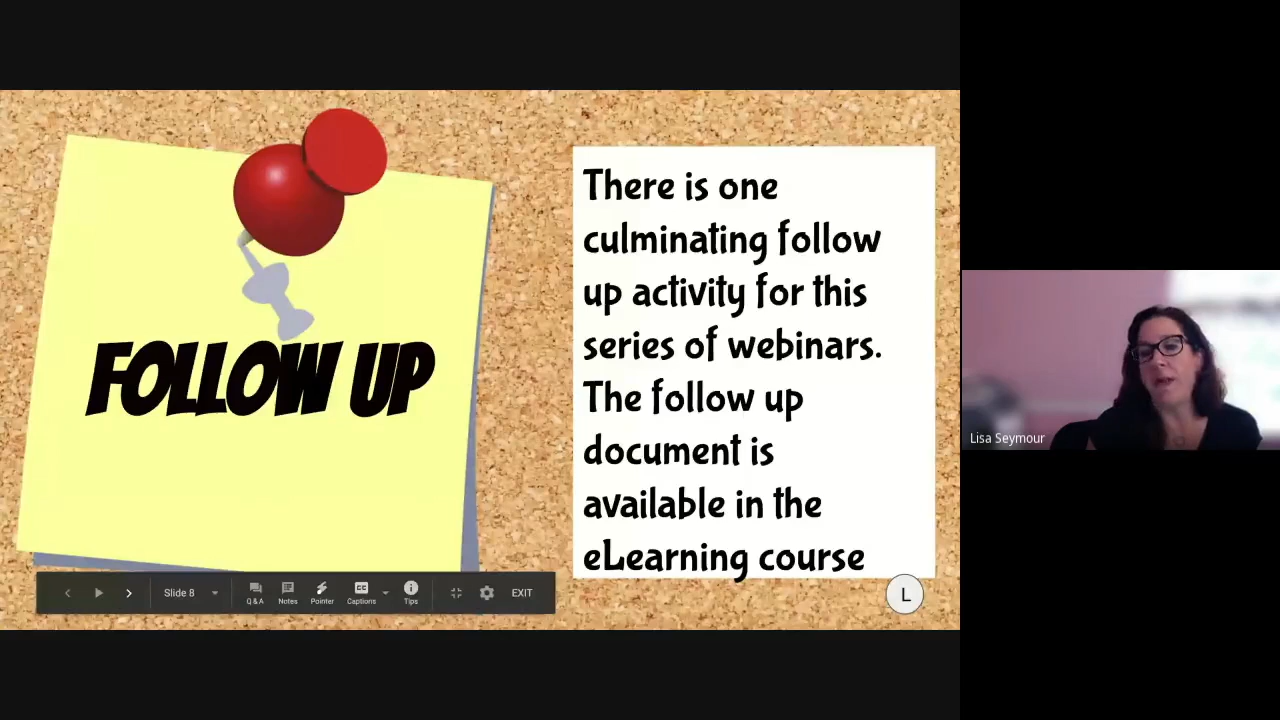 FOLLOW UP
There is one
culminating follow
up activity for this
series of webinars.
The follow up
document is
available in the
eLearning course
Slide 8
Q & A
Notes
Pointer
Captions
Tips
EXIT
L
Lisa Seymour